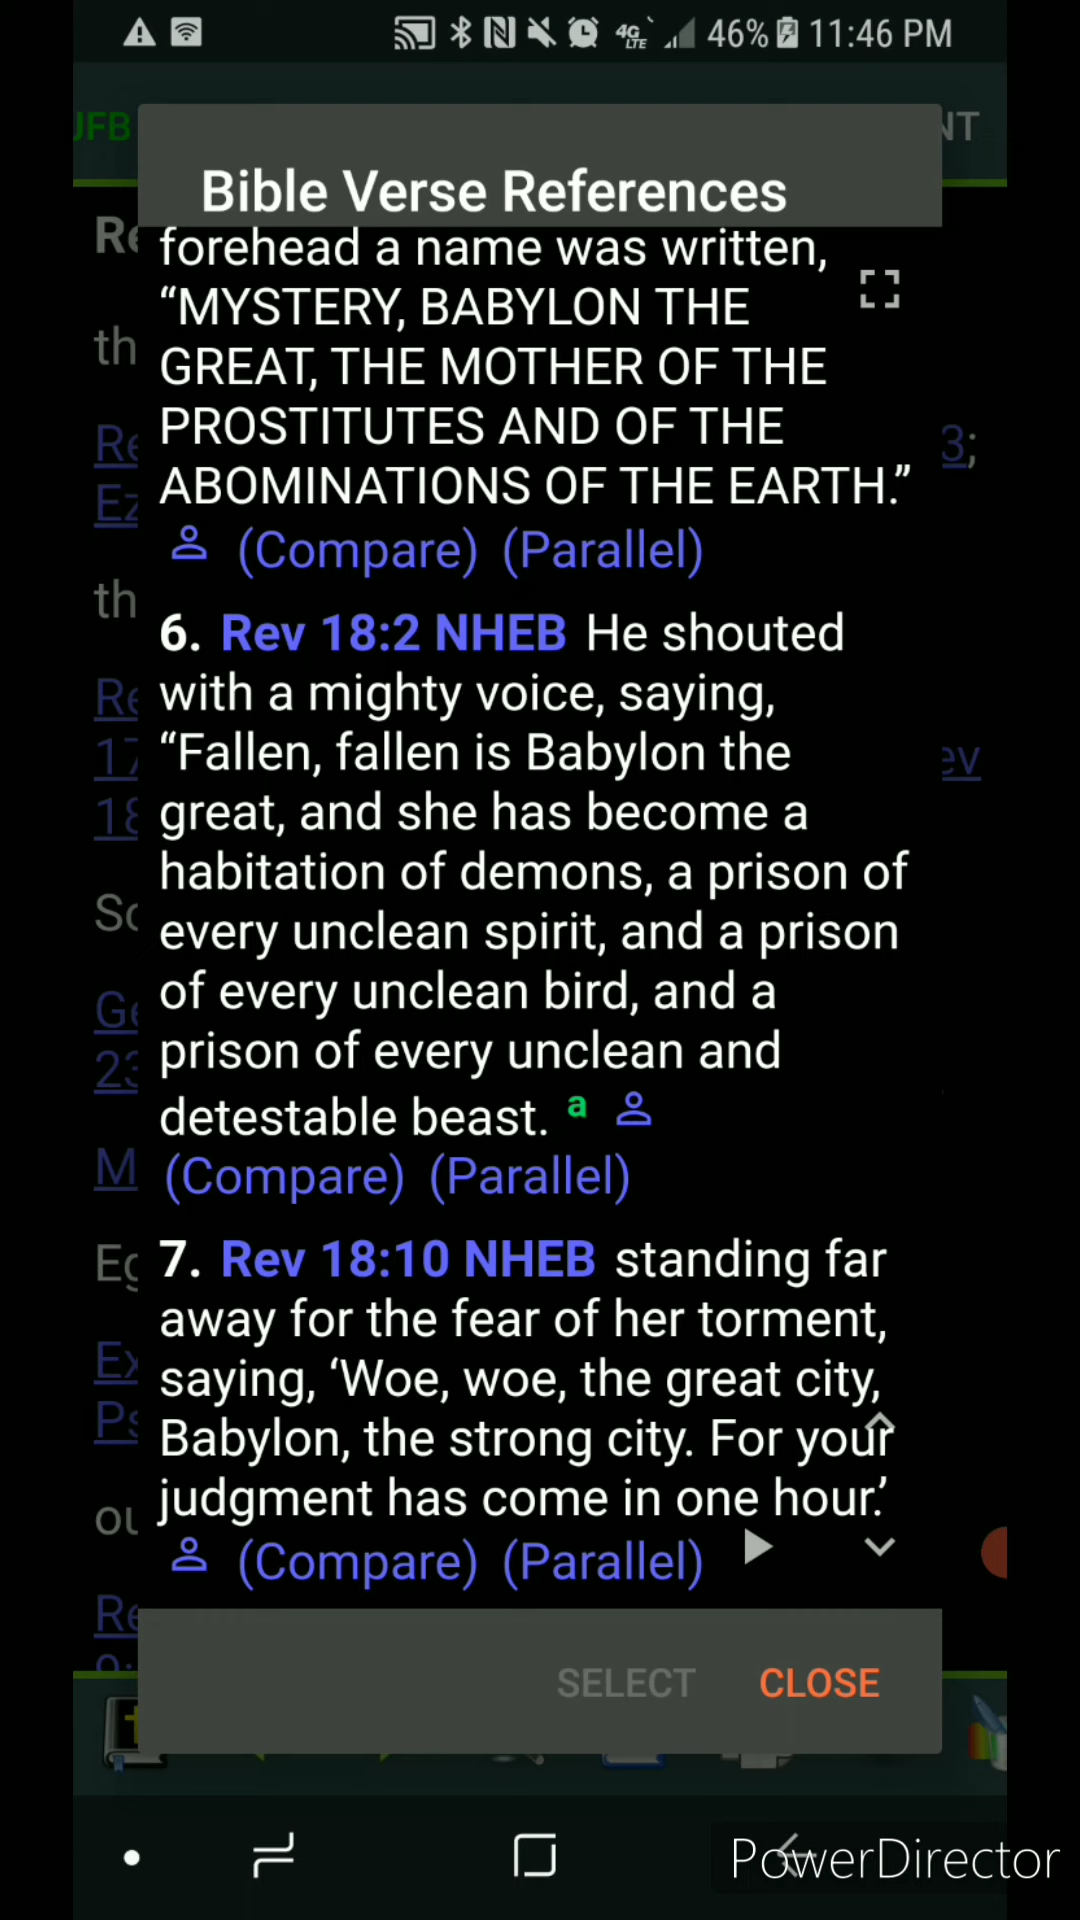 46% 11:46 PM
JFB NT
Bible Verse References
forehead a name was written,
“MYSTERY, BABYLON THE
GREAT, THE MOTHER OF THE
PROSTITUTES AND OF THE
ABOMINATIONS OF THE EARTH.”
(Compare) (Parallel)
6. Rev 18:2 NHEB He shouted
with a mighty voice, saying,
“Fallen, fallen is Babylon the
great, and she has become a
habitation of demons, a prison of
every unclean spirit, and a prison
of every unclean bird, and a
prison of every unclean and
detestable beast. a
(Compare) (Parallel)
7. Rev 18:10 NHEB standing far
away for the fear of her torment,
saying, ‘Woe, woe, the great city,
Babylon, the strong city. For your
judgment has come in one hour.’
(Compare) (Parallel)
SELECT CLOSE
PowerDirector